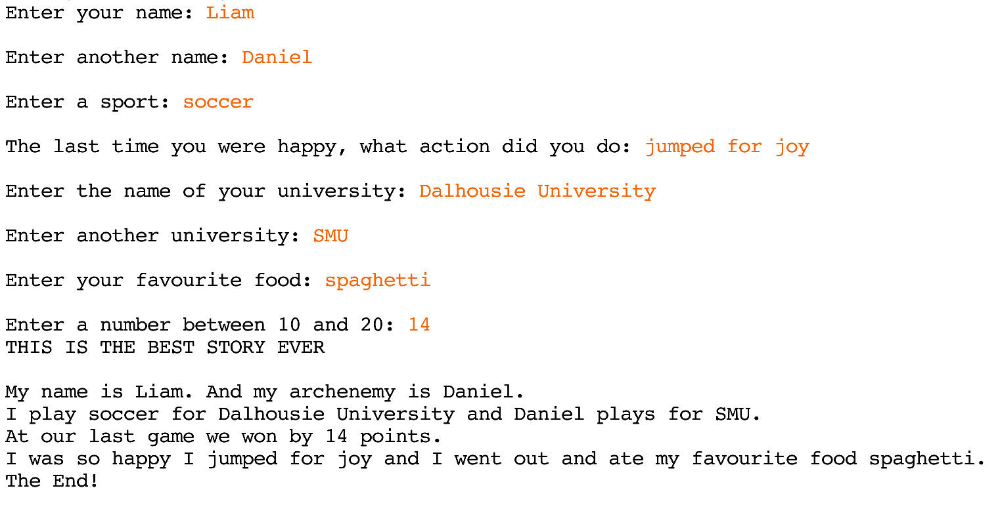 Enter your name: Liam
Enter another name: Daniel
Enter a sport: soccer
The last time you were happy, what action did you do: jumped for joy
Enter the name of your university: Dalhousie University
Enter another university: SMU
Enter your favourite food: spaghetti
Enter a number between 10 and 20: 14
THIS IS THE BEST STORY EVER
My name is Liam. And my archenemy is Daniel.
I play soccer for Dalhousie University and Daniel plays for SMU.
At our last game we won by 14 points.
I was so happy I jumped for joy and I went out and ate my favourite food spaghetti.
The End!